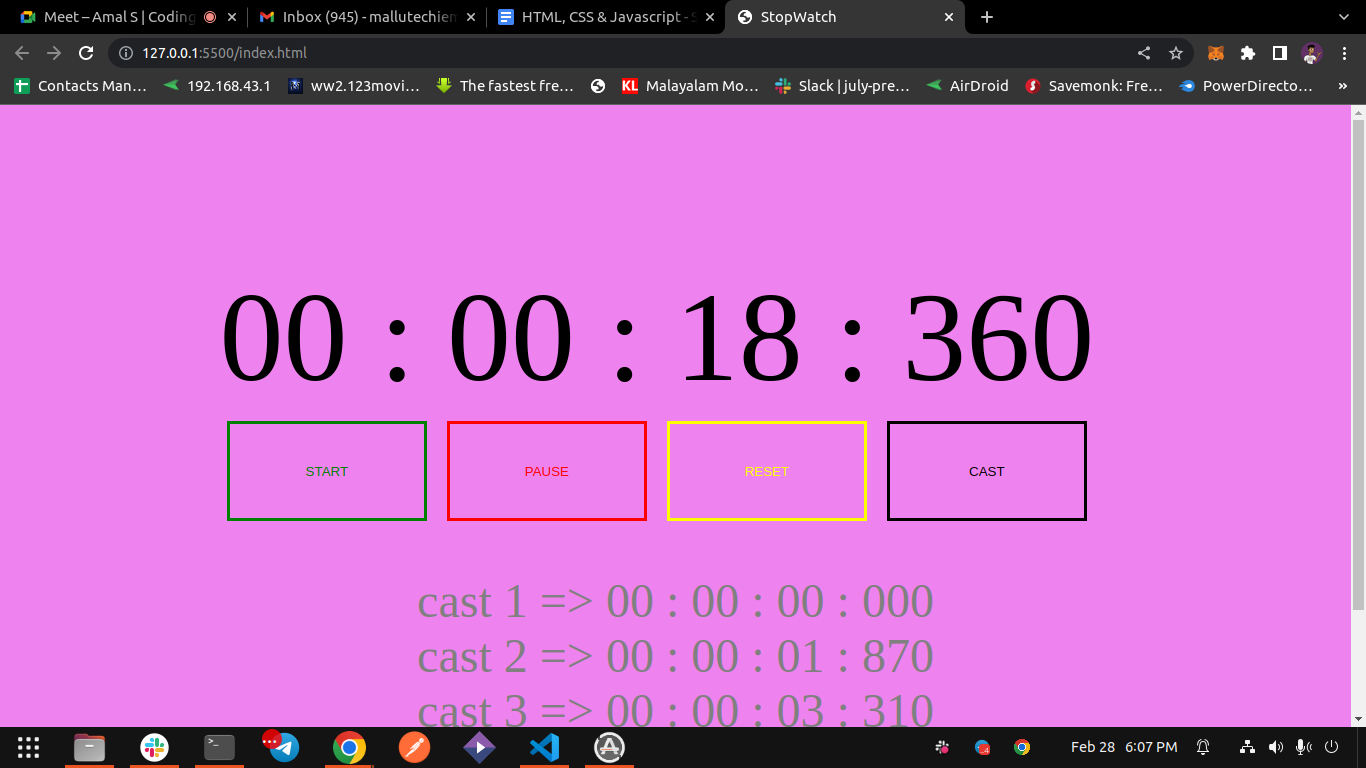 Meet – Amal S | Coding
Inbox (945) - mallutechiem
HTML, CSS & Javascript - S
StopWatch
127.0.0.1:5500/index.html
Contacts Man…
192.168.43.1
ww2.123movi…
The fastest fre…
KL Malayalam Mo…
Slack | july-pre…
AirDroid
Savemonk: Fre…
PowerDirecto…
»
00 : 00 : 18 : 360
START
PAUSE
RESET
CAST
cast 1 => 00 : 00 : 00 : 000
cast 2 => 00 : 00 : 01 : 870
cast 3 => 00 : 00 : 03 : 310
Feb 28 6:07 PM